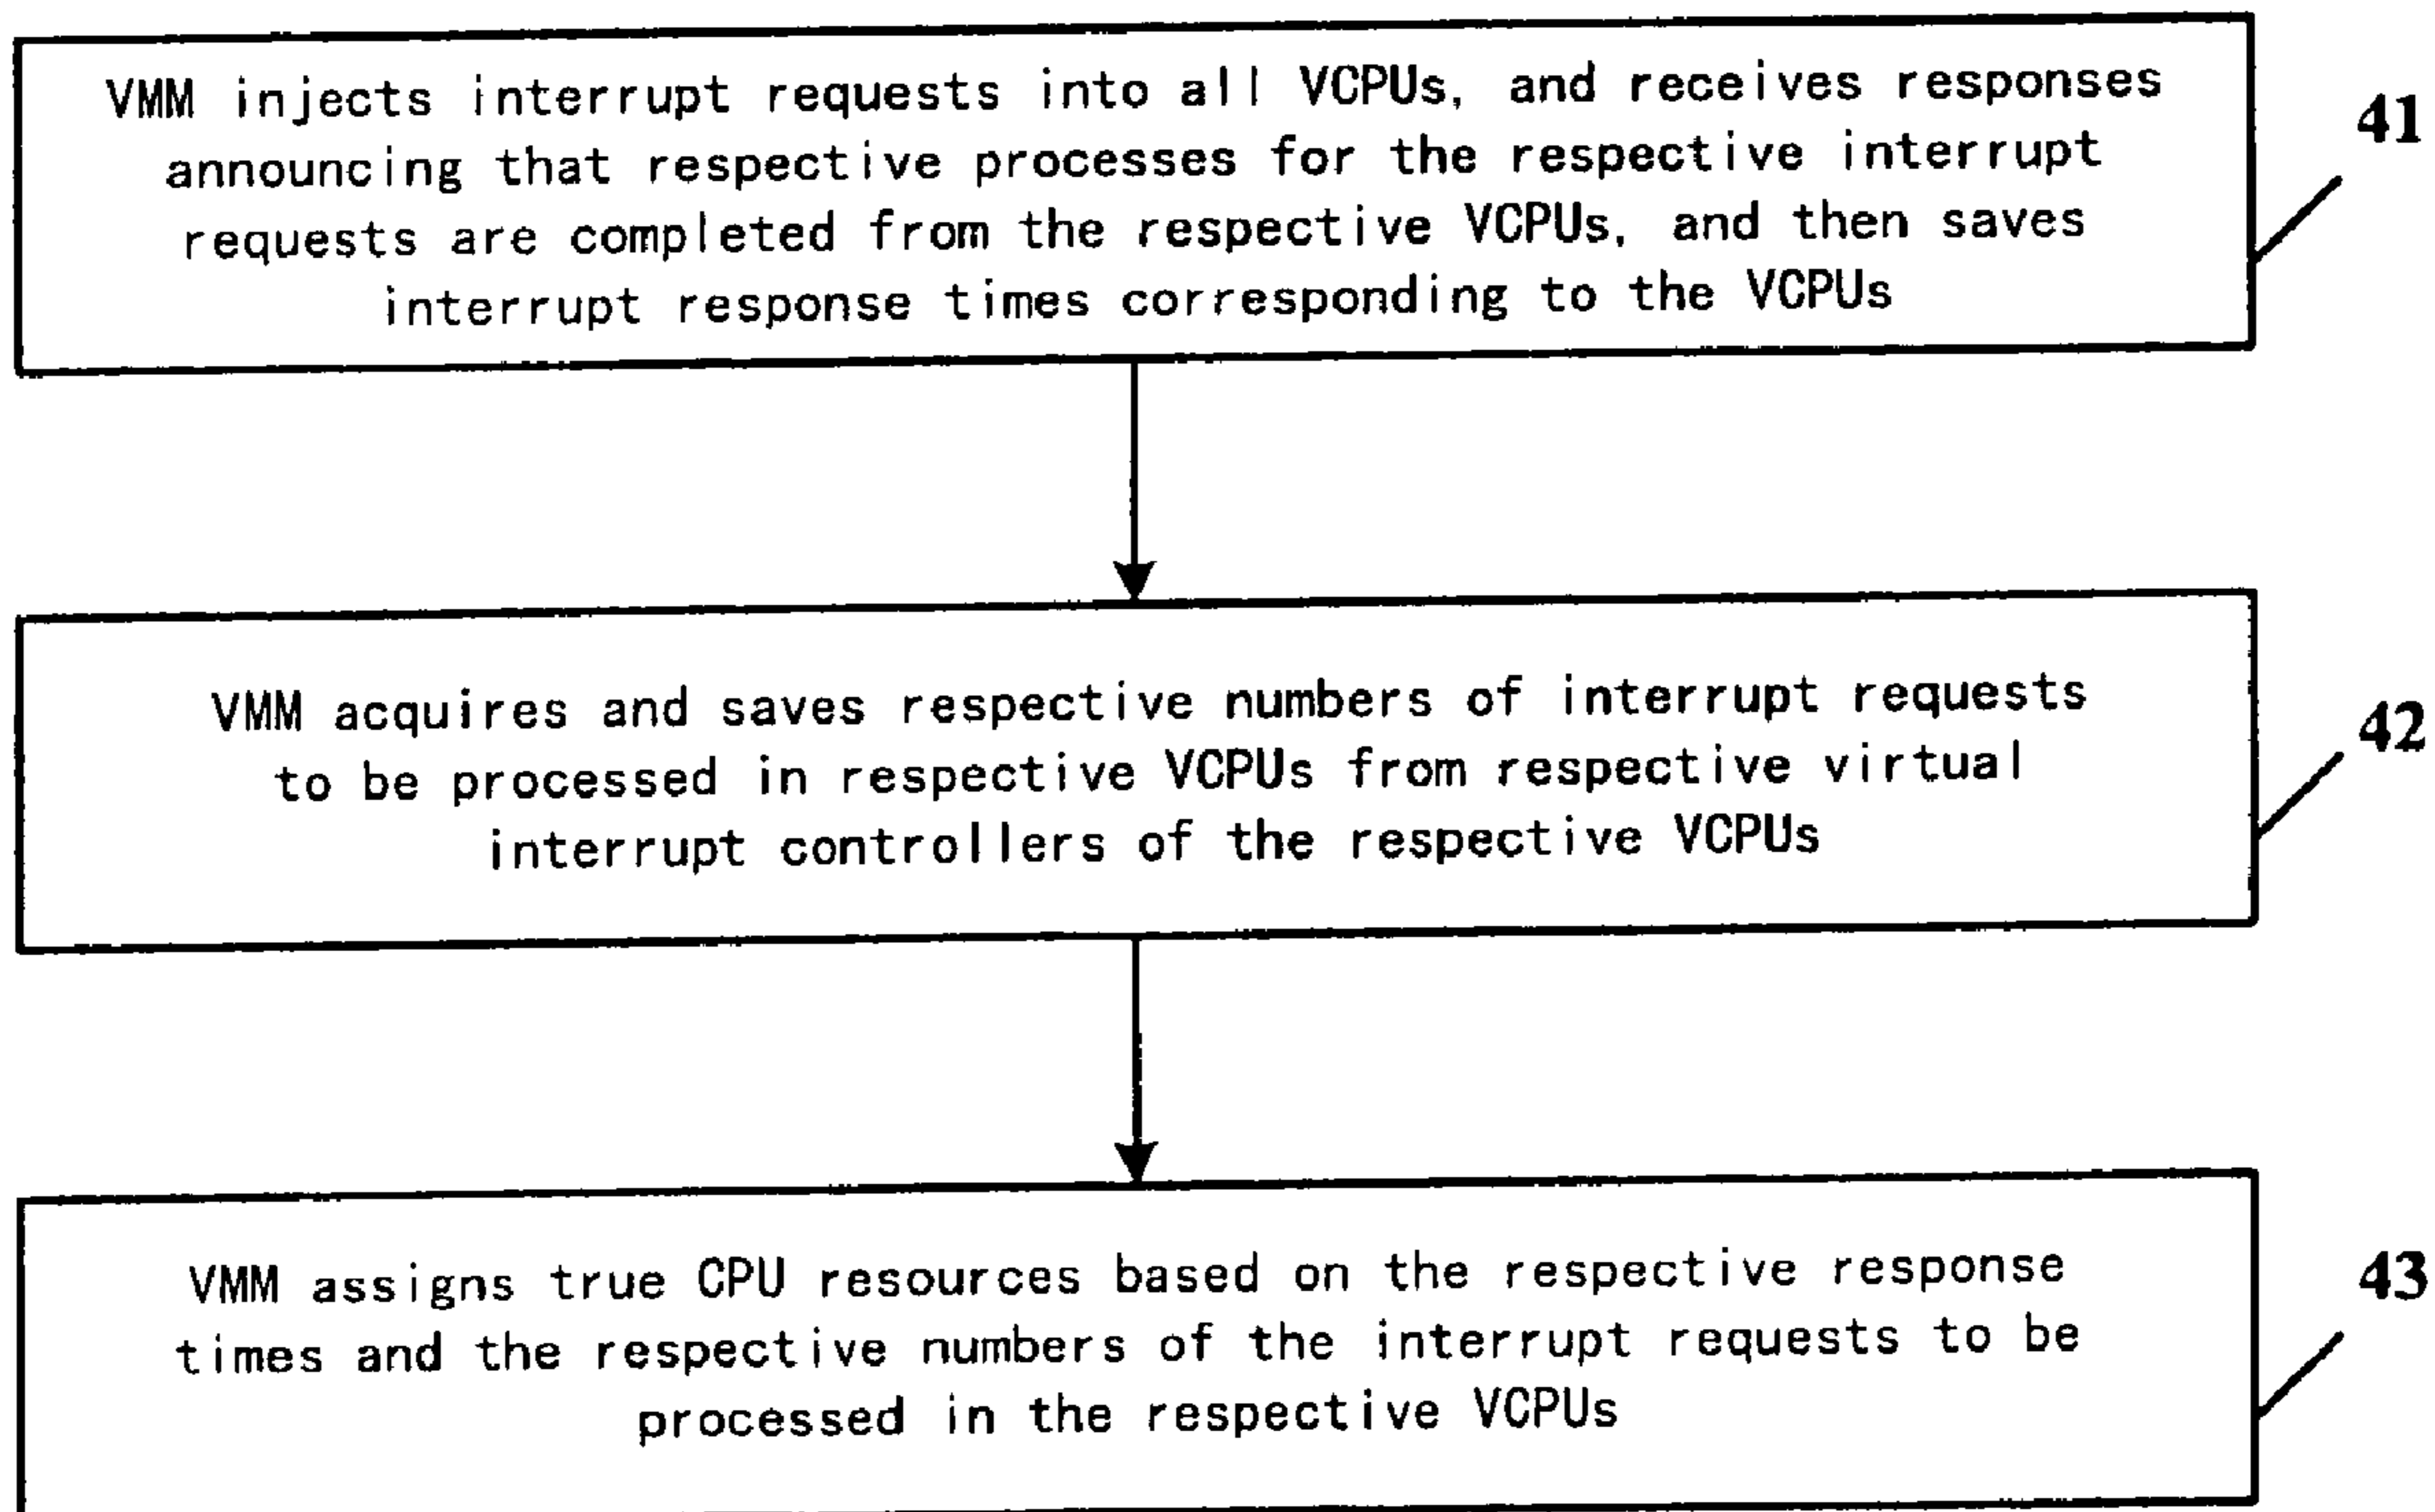 VMM injects interrupt requests into all VCPUs, and receives responses
announcing that respective processes for the respective interrupt
requests are completed from the respective VCPUs, and then saves
interrupt response times corresponding to the VCPUs
41
VMM acquires and saves respective numbers of interrupt requests
to be processed in respective VCPUs from respective virtual
interrupt controllers of the respective VCPUs
42
VMM assigns true CPU resources based on the respective response
times and the respective numbers of the interrupt requests to be
processed in the respective VCPUs
43